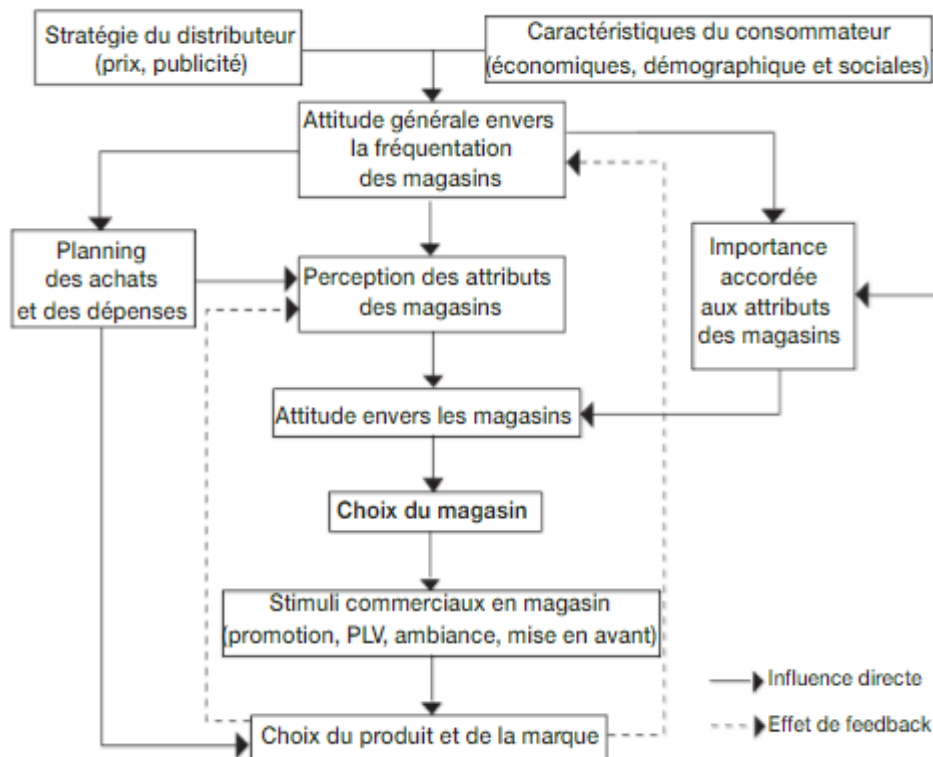 Stratégie du distributeur
(prix, publicité)
Caractéristiques du consommateur
(économiques, démographique et sociales)
Attitude générale envers
la fréquentation
des magasins
Planning
des achats
et des dépenses
Perception des attributs
des magasins
Importance
accordée
aux attributs
des magasins
Attitude envers les magasins
Choix du magasin
Stimuli commerciaux en magasin
(promotion, PLV, ambiance, mise en avant)
Influence directe
Effet de feedback
Choix du produit et de la marque